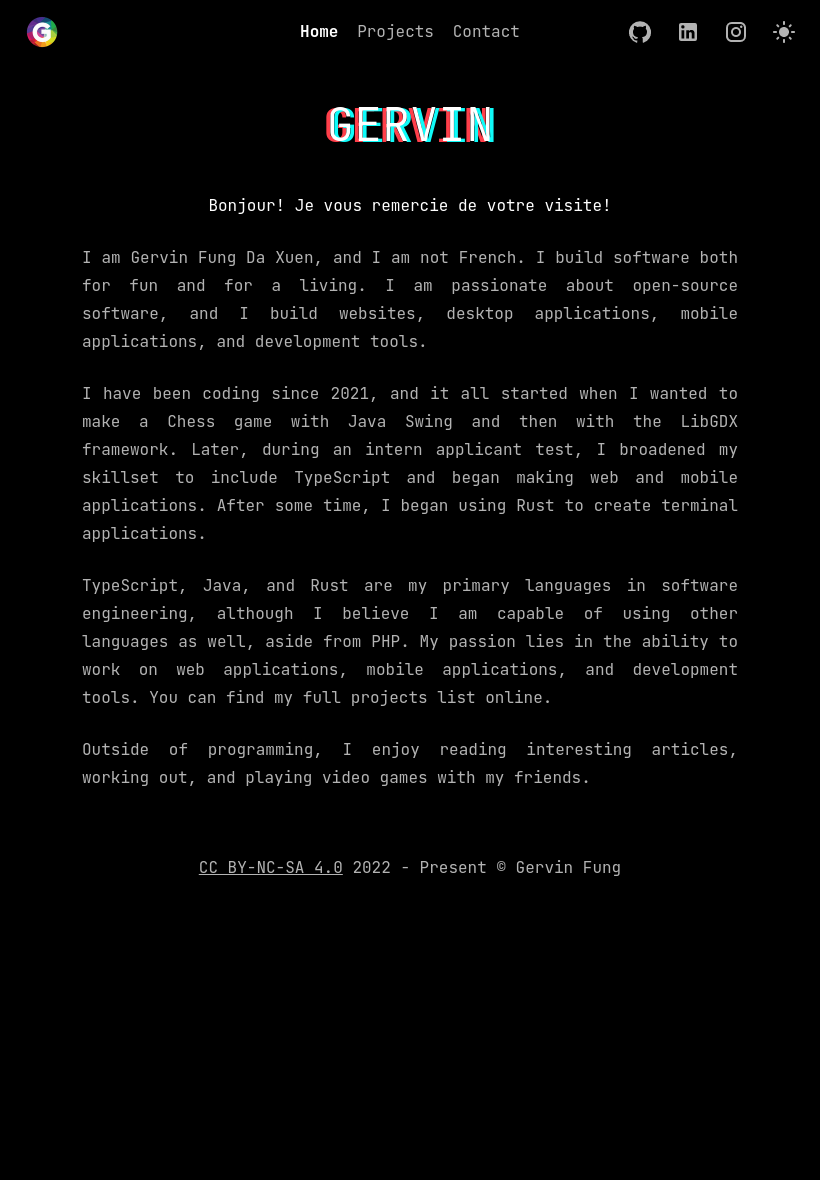 G
Home Projects Contact
GERVIN
Bonjour! Je vous remercie de votre visite!
I am Gervin Fung Da Xuen, and I am not French. I build software both
for fun and for a living. I am passionate about open-source
software, and I build websites, desktop applications, mobile
applications, and development tools.
I have been coding since 2021, and it all started when I wanted to
make a Chess game with Java Swing and then with the LibGDX
framework. Later, during an intern applicant test, I broadened my
skillset to include TypeScript and began making web and mobile
applications. After some time, I began using Rust to create terminal
applications.
TypeScript, Java, and Rust are my primary languages in software
engineering, although I believe I am capable of using other
languages as well, aside from PHP. My passion lies in the ability to
work on web applications, mobile applications, and development
tools. You can find my full projects list online.
Outside of programming, I enjoy reading interesting articles,
working out, and playing video games with my friends.
CC BY-NC-SA 4.0 2022 - Present © Gervin Fung